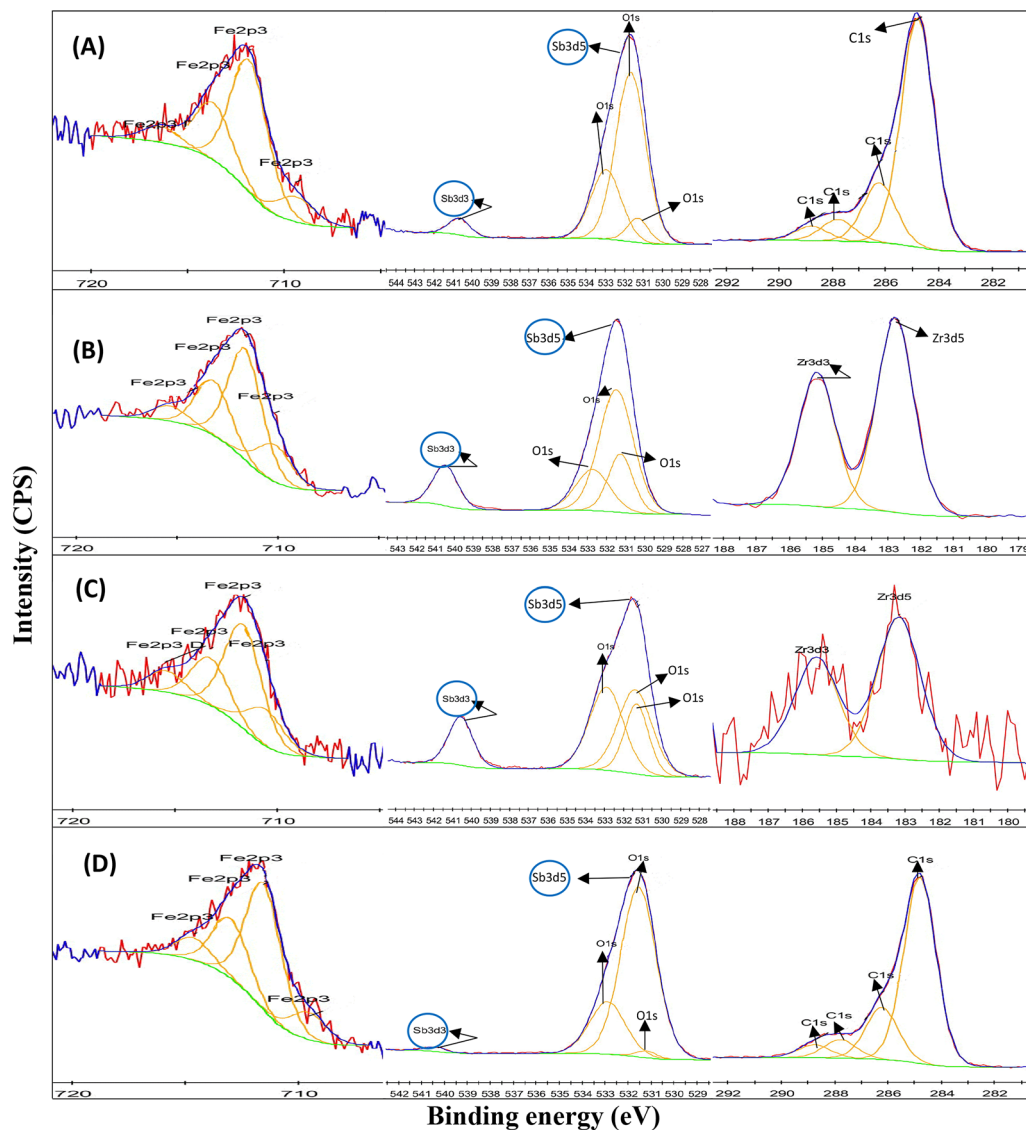 Intensity (CPS)
(A)
Fe2p3
Fe2p3
Fe2p3
Fe2p3
Sb3d3
Sb3d5
O1s
O1s
O1s
C1s
C1s
C1s
C1s
720 710
544 543 542 541 540 539 538 537 536 535 534 533 532 531 530 529 528
292 290 288 286 284 282
(B)
Fe2p3
Fe2p3
Fe2p3
Fe2p3
Sb3d3
Sb3d5
O1s
O1s
O1s
Zr3d3
Zr3d5
720 710
543 542 541 540 539 538 537 536 535 534 533 532 531 530 529 528 527
188 187 186 185 184 183 182 181 180 179
(C)
Fe2p3
Fe2p3
Fe2p3
Fe2p3
Sb3d3
Sb3d5
O1s
O1s
O1s
Zr3d3
Zr3d5
720 710
544 543 542 541 540 539 538 537 536 535 534 533 532 531 530 529 528
188 187 186 185 184 183 182 181 180
(D)
Fe2p3
Fe2p3
Fe2p3
Fe2p3
Sb3d3
Sb3d5
O1s
O1s
O1s
C1s
C1s
C1s
C1s
720 710
542 541 540 539 538 537 536 535 534 533 532 531 530 529 528 527
292 290 288 286 284 282
Binding energy (eV)